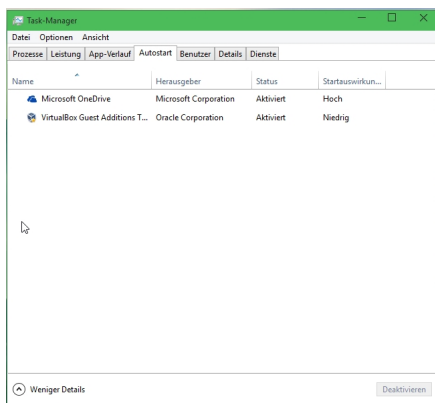 Task-Manager
Datei Optionen Ansicht
Prozesse Leistung App-Verlauf Autostart Benutzer Details Dienste
Name Herausgeber Status Startauswirkun...
Microsoft OneDrive Microsoft Corporation Aktiviert Hoch
VirtualBox Guest Additions T... Oracle Corporation Aktiviert Niedrig
Weniger Details Deaktivieren